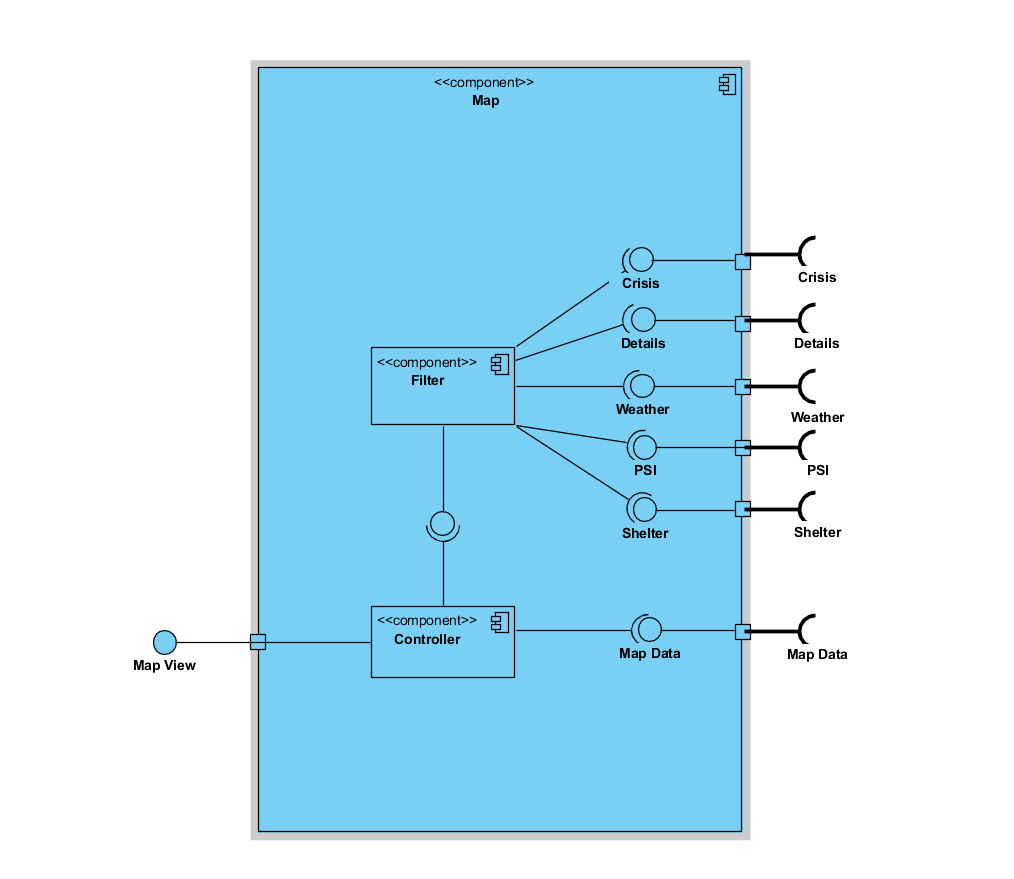 <<component>>
Map
Crisis
Crisis
Details
Details
<<component>>
Filter
Weather
Weather
PSI
PSI
Shelter
Shelter
<<component>>
Controller
Map View
Map Data
Map Data